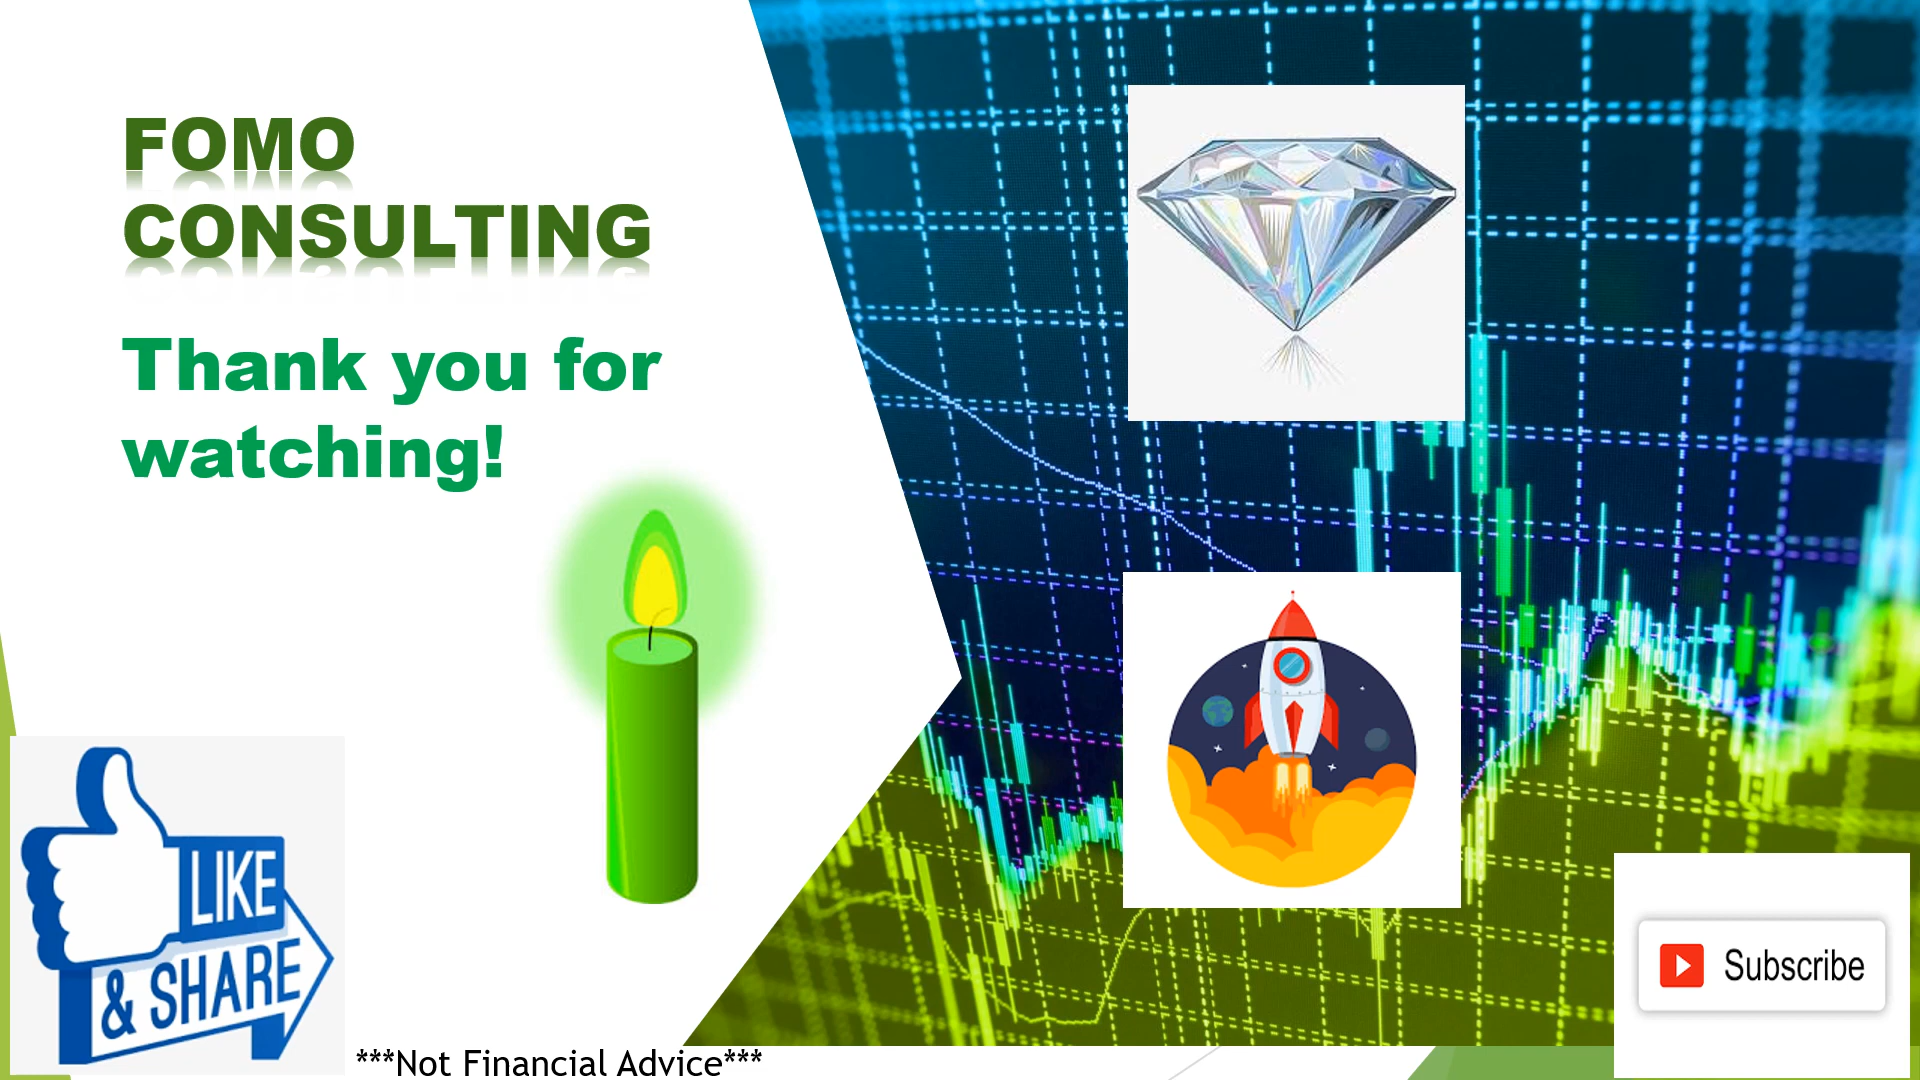 FOMO
CONSULTING
Thank you for
watching!
LIKE
& SHARE
***Not Financial Advice***
Subscribe